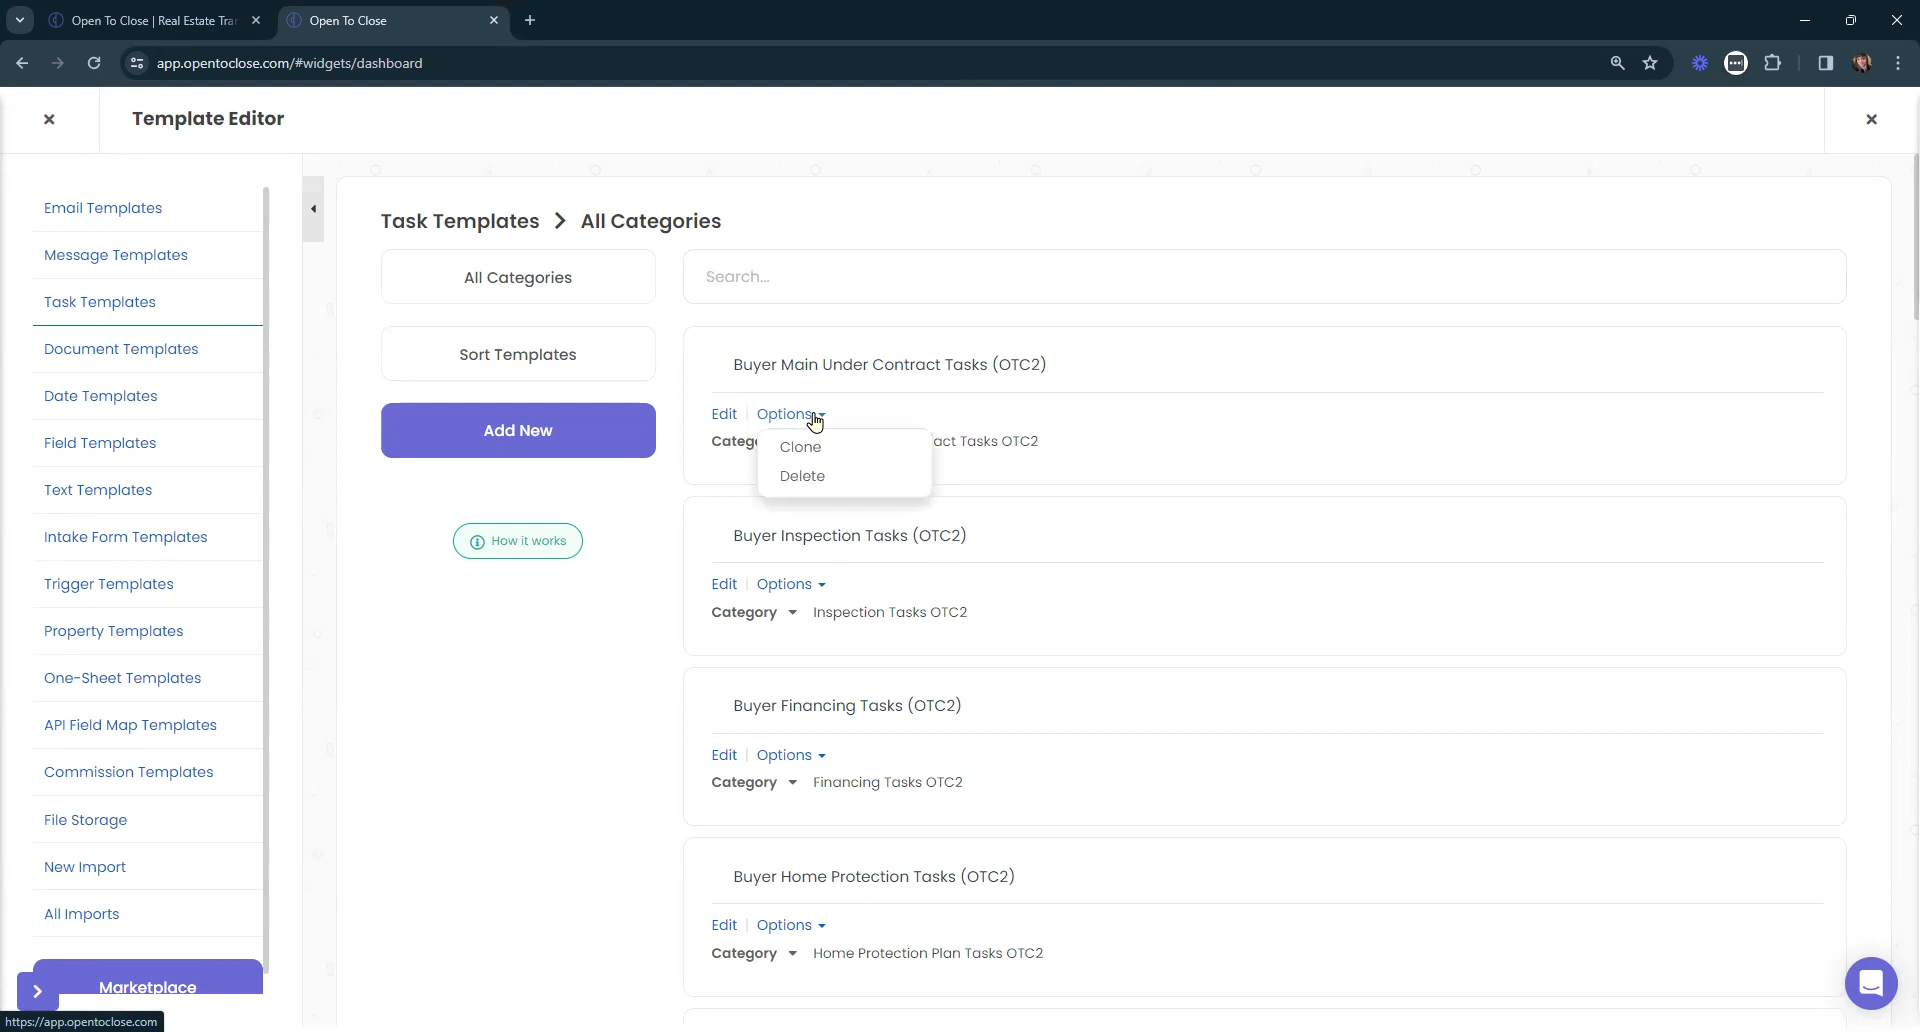 Open To Close | Real Estate Tra
Open To Close
app.opentoclose.com/#widgets/dashboard
Template Editor
Email Templates
Message Templates
Task Templates
Document Templates
Date Templates
Field Templates
Text Templates
Intake Form Templates
Trigger Templates
Property Templates
One-Sheet Templates
API Field Map Templates
Commission Templates
File Storage
New Import
All Imports
Marketplace
https://app.opentoclose.com
Task Templates > All Categories
All Categories
Sort Templates
Add New
How it works
Search...
Buyer Main Under Contract Tasks (OTC2)
Edit | Options
Categ act Tasks OTC2
Clone
Delete
Buyer Inspection Tasks (OTC2)
Edit | Options
Category Inspection Tasks OTC2
Buyer Financing Tasks (OTC2)
Edit | Options
Category Financing Tasks OTC2
Buyer Home Protection Tasks (OTC2)
Edit | Options
Category Home Protection Plan Tasks OTC2